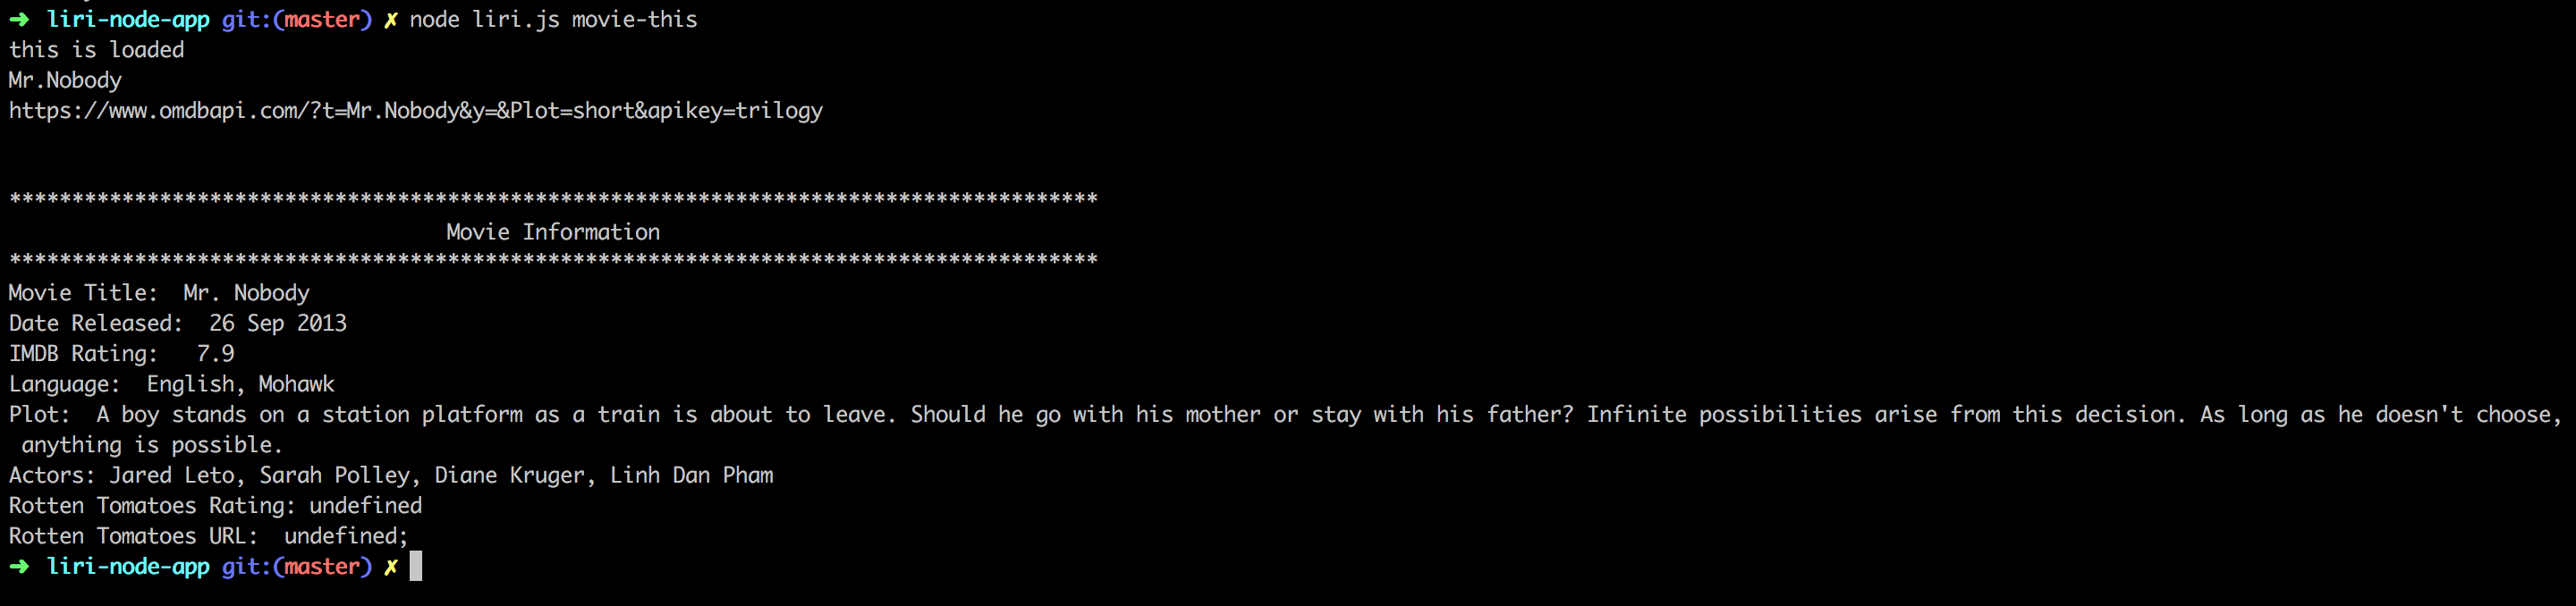 ➜ liri-node-app git:(master) ✗ node liri.js movie-this
this is loaded
Mr.Nobody
https://www.omdbapi.com/?t=Mr.Nobody&y=&Plot=short&apikey=trilogy
***************************************************************************************
Movie Information
***************************************************************************************
Movie Title:  Mr. Nobody
Date Released:  26 Sep 2013
IMDB Rating:   7.9
Language:  English, Mohawk
Plot:  A boy stands on a station platform as a train is about to leave. Should he go with his mother or stay with his father? Infinite possibilities arise from this decision. As long as he doesn't choose,
anything is possible.
Actors: Jared Leto, Sarah Polley, Diane Kruger, Linh Dan Pham
Rotten Tomatoes Rating: undefined
Rotten Tomatoes URL:  undefined;
➜ liri-node-app git:(master) ✗